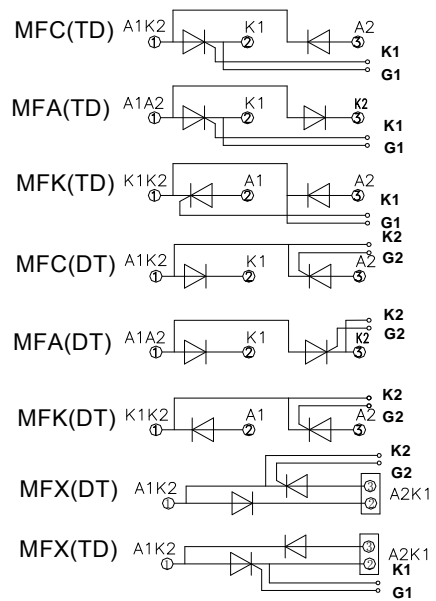 MFC(TD) A1K2 1 K1 2 A2 3
K1
G1
MFA(TD) A1A2 1 K1 2 K2 3
K1
G1
MFK(TD) K1K2 1 A1 2 A2 3
K1
G1
MFC(DT) A1K2 1 K1 2 A2 3
K2
G2
MFA(DT) A1A2 1 K1 2 K2 3
K2
G2
MFK(DT) K1K2 1 A1 2 A2 3
K2
G2
MFX(DT) A1K2 1 3 2 A2K1
K2
G2
MFX(TD) A1K2 1 3 2 A2K1
K1
G1